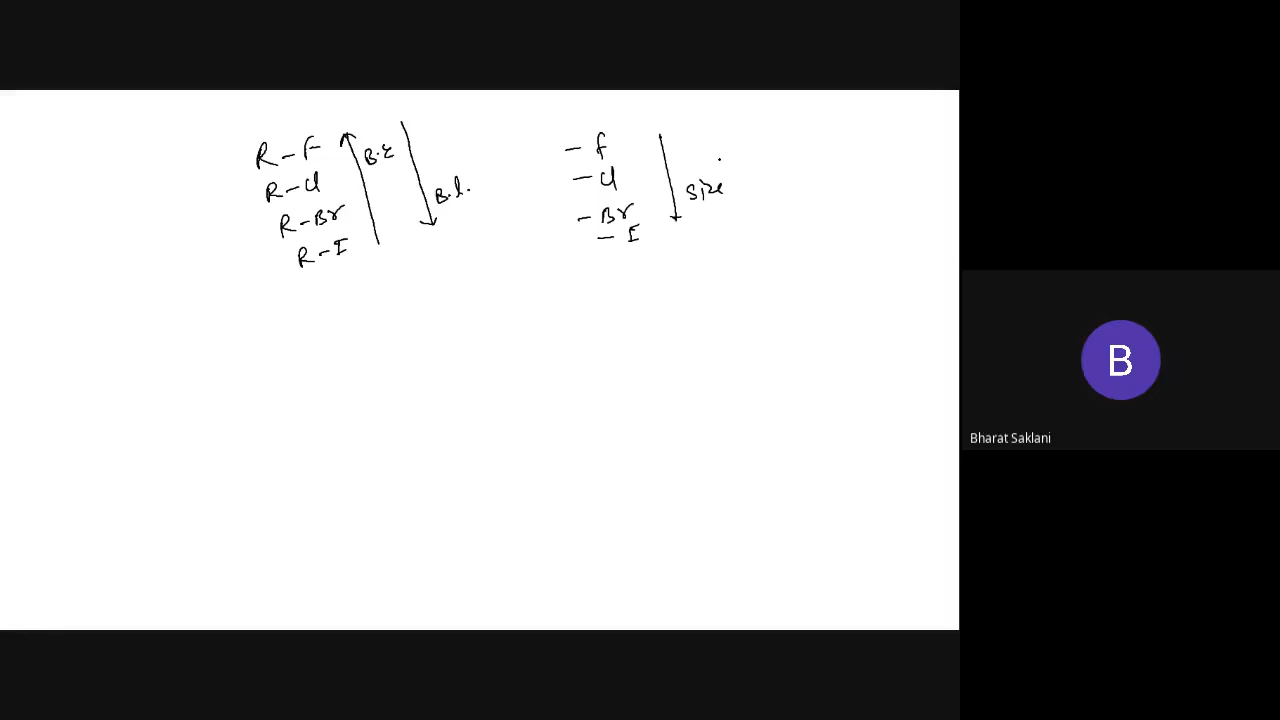 R-F
B.E
R-Cl
B.l.
R-Br
R-I
- f
- Cl
size
- Br
- I
B
Bharat Saklani